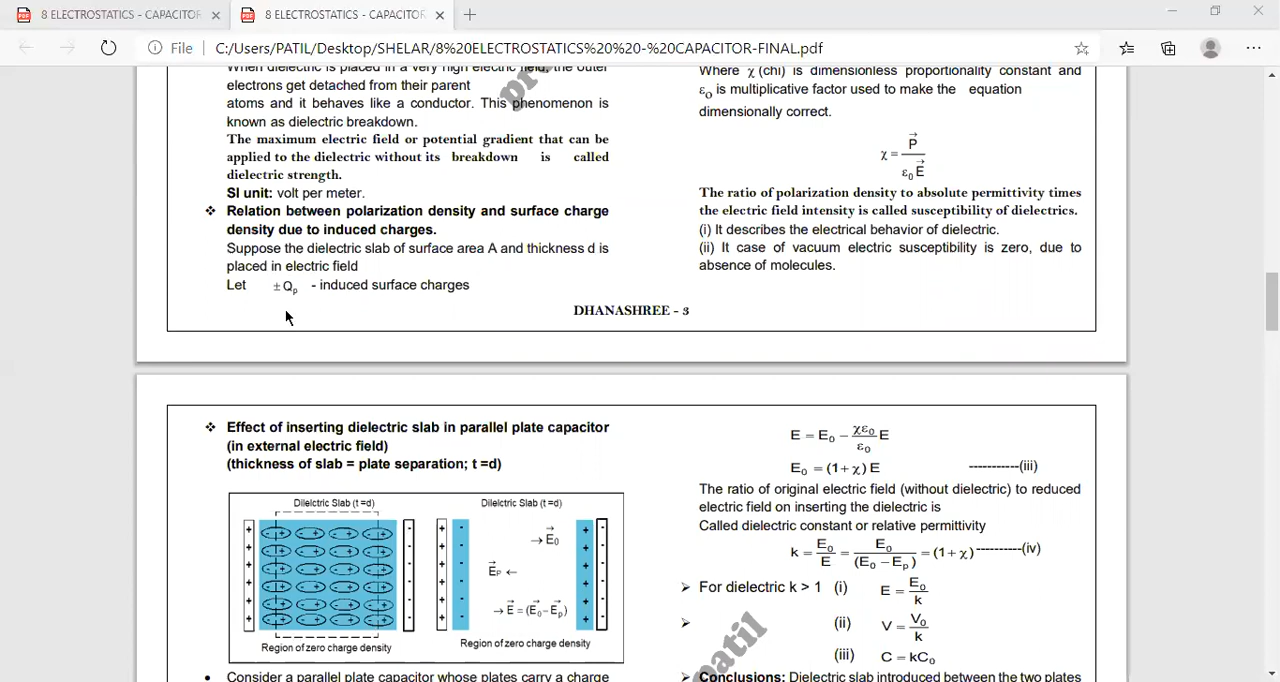 8 ELECTROSTATICS - CAPACITOR
8 ELECTROSTATICS - CAPACITOR
File
C:/Users/PATIL/Desktop/SHELAR/8%20ELECTROSTATICS%20%20-%20CAPACITOR-FINAL.pdf
When dielectric is placed in a very high electric field, the outer
electrons get detached from their parent
atoms and it behaves like a conductor. This phenomenon is
known as dielectric breakdown.
The maximum electric field or potential gradient that can be
applied to the dielectric without its breakdown is called
dielectric strength.
SI unit: volt per meter.
❖ Relation between polarization density and surface charge
density due to induced charges.
Suppose the dielectric slab of surface area A and thickness d is
placed in electric field
Let ±Qₚ - induced surface charges
Where χ (chi) is dimensionless proportionality constant and
ε₀ is multiplicative factor used to make the equation
dimensionally correct.
χ = P⃗ / ε₀E⃗
The ratio of polarization density to absolute permittivity times
the electric field intensity is called susceptibility of dielectrics.
(i) It describes the electrical behavior of dielectric.
(ii) It case of vacuum electric susceptibility is zero, due to
absence of molecules.
DHANASHREE - 3
❖ Effect of inserting dielectric slab in parallel plate capacitor
(in external electric field)
(thickness of slab = plate separation; t =d)
Dilelctric Slab (t =d)
Dilelctric Slab (t=d)
→ E⃗₀
E⃗ₚ ←
→ E⃗ = (E⃗₀ - E⃗ₚ)
Region of zero charge density
Region of zero charge density
• Consider a parallel plate capacitor whose plates carry a charge
E = E₀ − (χε₀ / ε₀) E
E₀ = (1+ χ) E -----------(iii)
The ratio of original electric field (without dielectric) to reduced
electric field on inserting the dielectric is
Called dielectric constant or relative permittivity
k = E₀ / E = E₀ / (E₀ − Eₚ) = (1+ χ) ----------(iv)
➢ For dielectric k > 1 (i) E = E₀ / k
➢ (ii) V = V₀ / k
(iii) C = kC₀
➢ Conclusions: Dielectric slab introduced between the two plates
patil